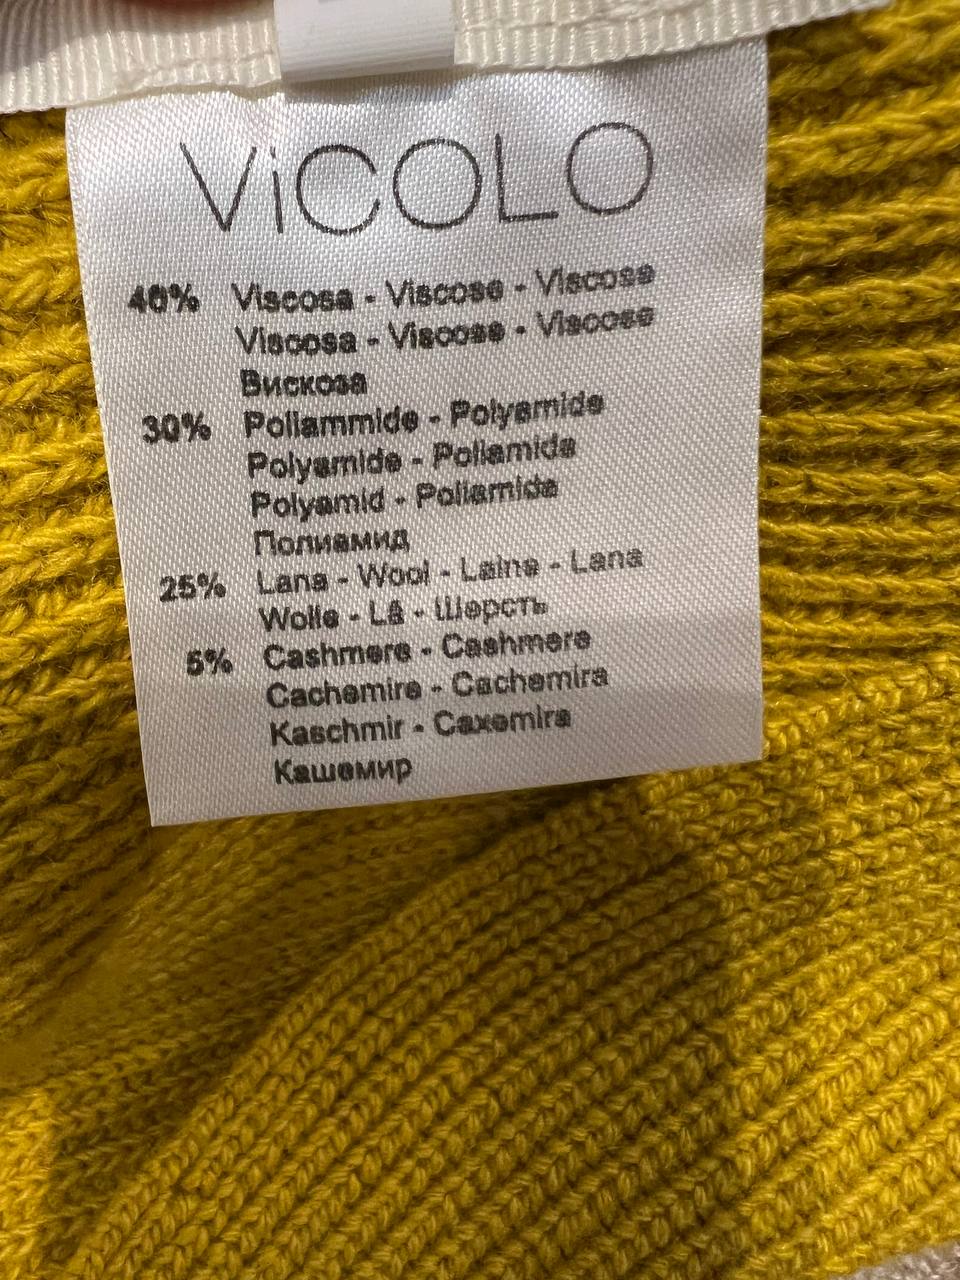 ViCOLO
40% Viscosa - Viscose - Viscose
Viscosa - Viscose - Viscose
Вискоза
30% Poliammide - Polyamide
Polyamide - Poliamida
Polyamid - Poliamida
Полиамид
25% Lana - Wool - Laine - Lana
Wolle - Lã - Шерсть
5% Cashmere - Cashmere
Cachemire - Cachemira
Kaschmir - Caxemira
Кашемир